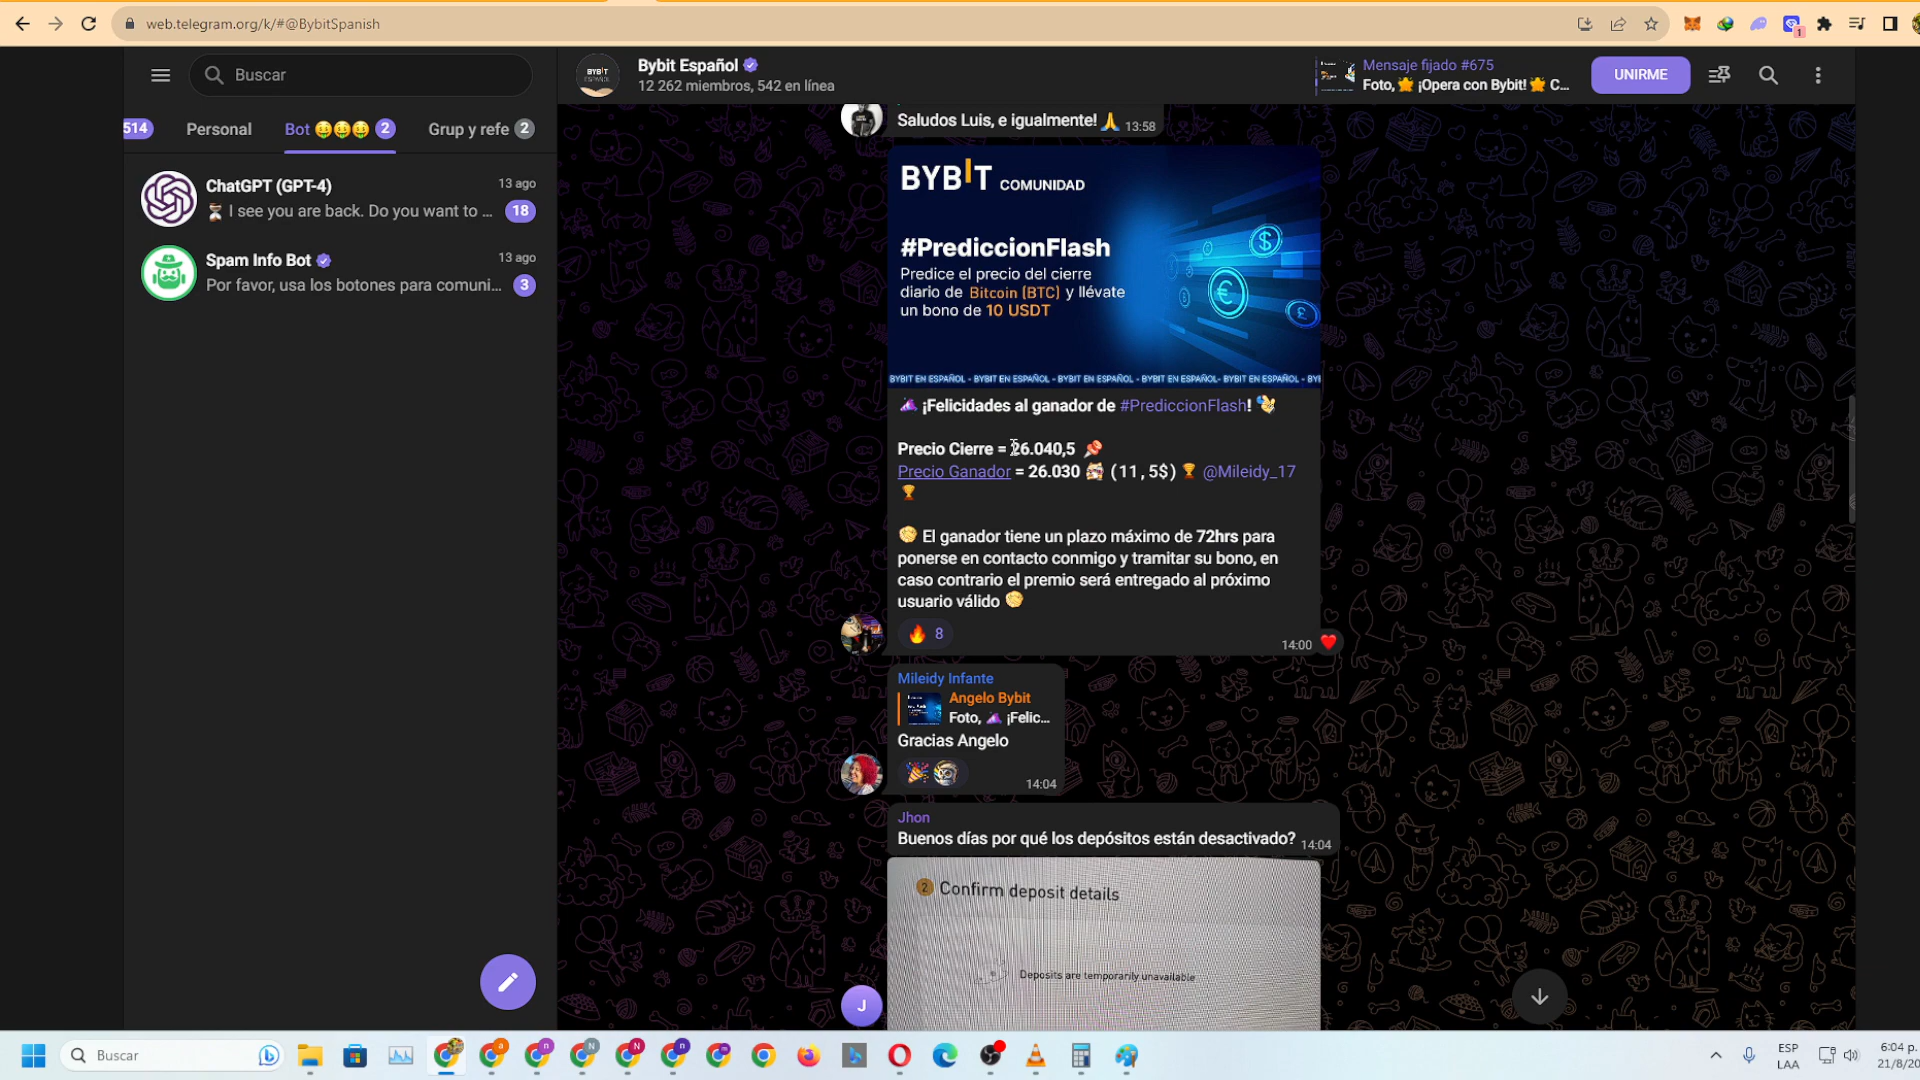 web.telegram.org/k/#@BybitSpanish
1
Buscar
514
Personal
Bot 🤑🤑🤑 2
Grup y refe 2
ChatGPT (GPT-4)
13 ago
⏳ I see you are back. Do you want to ...
18
Spam Info Bot
13 ago
Por favor, usa los botones para comuni...
3
Bybit Español
12 262 miembros, 542 en línea
Mensaje fijado #675
Foto, 🌟 ¡Opera con Bybit! 🌟 C...
UNIRME
Saludos Luis, e igualmente! 🙏 13:58
BYBIT COMUNIDAD
#PrediccionFlash
Predice el precio del cierre
diario de Bitcoin (BTC) y llévate
un bono de 10 USDT
BYBIT EN ESPAÑOL - BYBIT EN ESPAÑOL - BYBIT EN ESPAÑOL - BYBIT EN ESPAÑOL- BYBIT EN ESPAÑOL - BYI
¡Felicidades al ganador de #PrediccionFlash!
Precio Cierre = 26.040,5 📌
Precio Ganador = 26.030 (11,5$) 🏆 @Mileidy_17
🏆
El ganador tiene un plazo máximo de 72hrs para
ponerse en contacto conmigo y tramitar su bono, en
caso contrario el premio será entregado al próximo
usuario válido
🔥 8
14:00 ❤️
Mileidy Infante
Angelo Bybit
Foto, ¡Felic...
Gracias Angelo
14:04
Jhon
Buenos días por qué los depósitos están desactivado? 14:04
2 Confirm deposit details
Deposits are temporarily unavailable
J
Buscar
ESP
LAA
6:04 p.
21/8/20